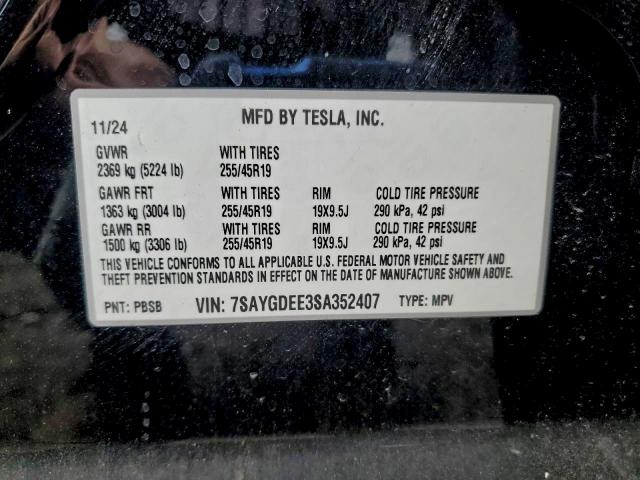 MFD BY TESLA, INC.
11/24
GVWR WITH TIRES
2369 kg (5224 lb) 255/45R19
GAWR FRT WITH TIRES RIM COLD TIRE PRESSURE
1363 kg (3004 lb) 255/45R19 19X9.5J 290 kPa, 42 psi
GAWR RR WITH TIRES RIM COLD TIRE PRESSURE
1500 kg (3306 lb) 255/45R19 19X9.5J 290 kPa, 42 psi
THIS VEHICLE CONFORMS TO ALL APPLICABLE U.S. FEDERAL MOTOR VEHICLE SAFETY AND
THEFT PREVENTION STANDARDS IN EFFECT ON THE DATE OF MANUFACTURE SHOWN ABOVE.
PNT: PBSB VIN: 7SAYGDEE3SA352407 TYPE: MPV